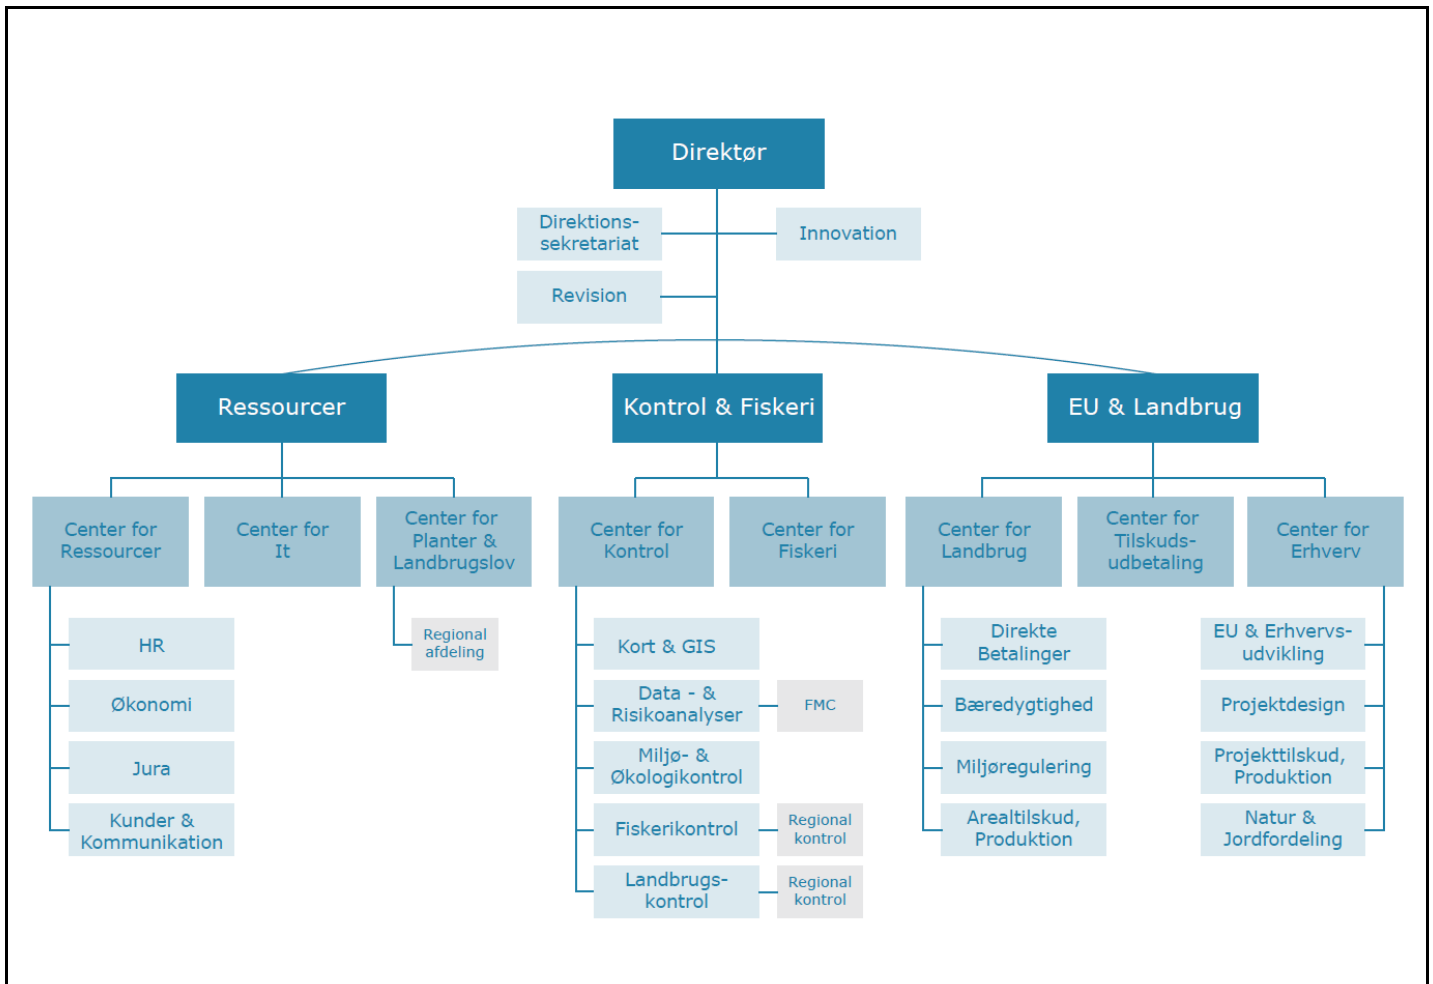 Direktør
Direktions-
sekretariat
Innovation
Revision
Ressourcer
Kontrol & Fiskeri
EU & Landbrug
Center for
Ressourcer
Center for
It
Center for
Planter &
Landbrugslov
Center for
Kontrol
Center for
Fiskeri
Center for
Landbrug
Center for
Tilskuds-
udbetaling
Center for
Erhverv
HR
Økonomi
Jura
Kunder &
Kommunikation
Regional
afdeling
Kort & GIS
Data - &
Risikoanalyser
FMC
Miljø- &
Økologikontrol
Fiskerikontrol
Regional
kontrol
Landbrugs-
kontrol
Regional
kontrol
Direkte
Betalinger
Bæredygtighed
Miljøregulering
Arealtilskud,
Produktion
EU & Erhvervs-
udvikling
Projektdesign
Projekttilskud,
Produktion
Natur &
Jordfordeling